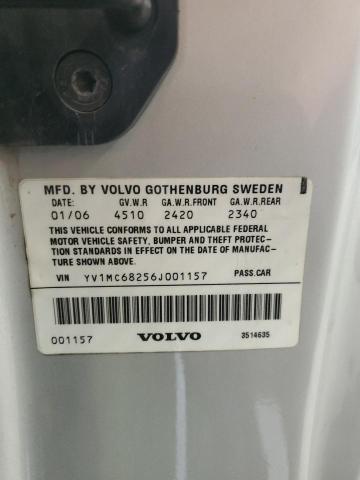 MFD. BY VOLVO GOTHENBURG SWEDEN
DATE: GV.W.R GA.W.R.FRONT GA.W.R.REAR
01/06 4510 2420 2340
THIS VEHICLE CONFORMS TO ALL APPLICABLE FEDERAL
MOTOR VEHICLE SAFETY, BUMPER AND THEFT PROTEC-
TION STANDARDS IN EFFECT ON THE DATE OF MANUFAC-
TURE SHOWN ABOVE.
VIN YV1MC68256J001157 PASS.CAR
001157 VOLVO 3514635